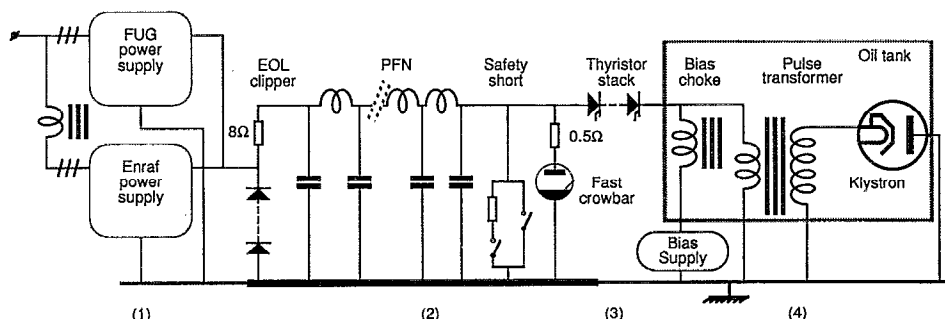 FUG
power
supply
EOL
clipper
PFN
Safety
short
Thyristor
stack
Bias
choke
Pulse
transformer
Oil tank
8Ω
0.5Ω
Enraf
power
supply
Fast
crowbar
Klystron
Bias
Supply
(1)
(2)
(3)
(4)